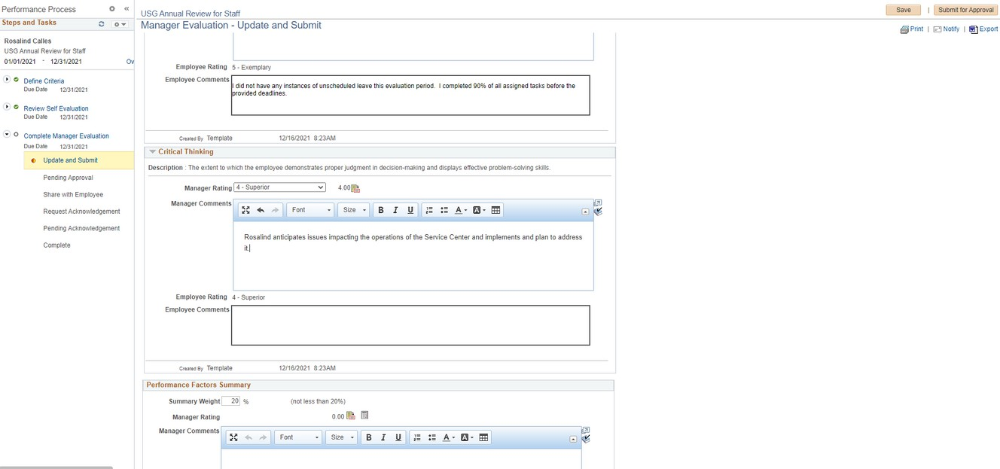 Performance Process
Steps and Tasks
Rosalind Calles
USG Annual Review for Staff
01/01/2021 - 12/31/2021 Ov
Define Criteria
Due Date 12/31/2021
Review Self Evaluation
Due Date 12/31/2021
Complete Manager Evaluation
Due Date 12/31/2021
Update and Submit
Pending Approval
Share with Employee
Request Acknowledgement
Pending Acknowledgement
Complete
USG Annual Review for Staff
Manager Evaluation - Update and Submit
Save | Submit for Approval
Print | Notify | Export
Employee Rating 5 - Exemplary
Employee Comments
I did not have any instances of unscheduled leave this evaluation period. I completed 90% of all assigned tasks before the
provided deadlines.
Created By Template 12/16/2021 8:23AM
Critical Thinking
Description : The extent to which the employee demonstrates proper judgment in decision-making and displays effective problem-solving skills.
Manager Rating 4 - Superior 4.00
Manager Comments
Font Size B I U A A
Rosalind anticipates issues impacting the operations of the Service Center and implements and plan to address
it.
Employee Rating 4 - Superior
Employee Comments
Created By Template 12/16/2021 8:23AM
Performance Factors Summary
Summary Weight 20 % (not less than 20%)
Manager Rating 0.00
Manager Comments
Font Size B I U A A